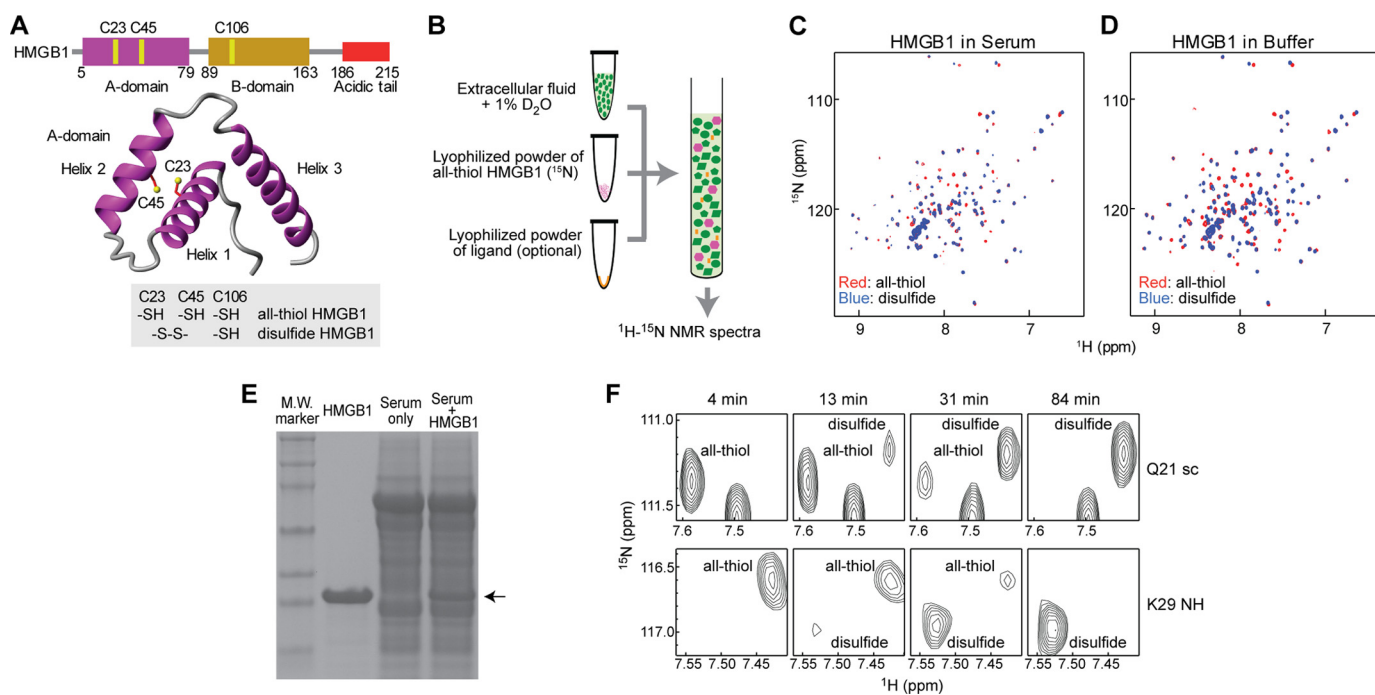 A
C23 C45 C106
HMGB1
5 79 89 163 186 215
A-domain B-domain Acidic tail
A-domain
Helix 2
C23
Helix 3
C45
Helix 1
C23 C45 C106
-SH -SH -SH all-thiol HMGB1
-S-S- -SH disulfide HMGB1
B
Extracellular fluid
+ 1% D₂O
Lyophilized powder of
all-thiol HMGB1 (¹⁵N)
Lyophilized powder
of ligand (optional)
¹H-¹⁵N NMR spectra
C
HMGB1 in Serum
110
120
¹⁵N (ppm)
Red: all-thiol
Blue: disulfide
9 8 7
D
HMGB1 in Buffer
110
120
Red: all-thiol
Blue: disulfide
9 8 7
¹H (ppm)
E
M.W.
marker
HMGB1
Serum
only
Serum
+
HMGB1
F
4 min 13 min 31 min 84 min
111.0
111.5
all-thiol
disulfide
all-thiol
disulfide
all-thiol
disulfide
Q21 sc
7.6 7.5 7.6 7.5 7.6 7.5 7.6 7.5
¹⁵N (ppm)
116.5
117.0
all-thiol
all-thiol
disulfide
all-thiol
disulfide
disulfide
K29 NH
7.55 7.50 7.45 7.55 7.50 7.45 7.55 7.50 7.45 7.55 7.50 7.45
¹H (ppm)